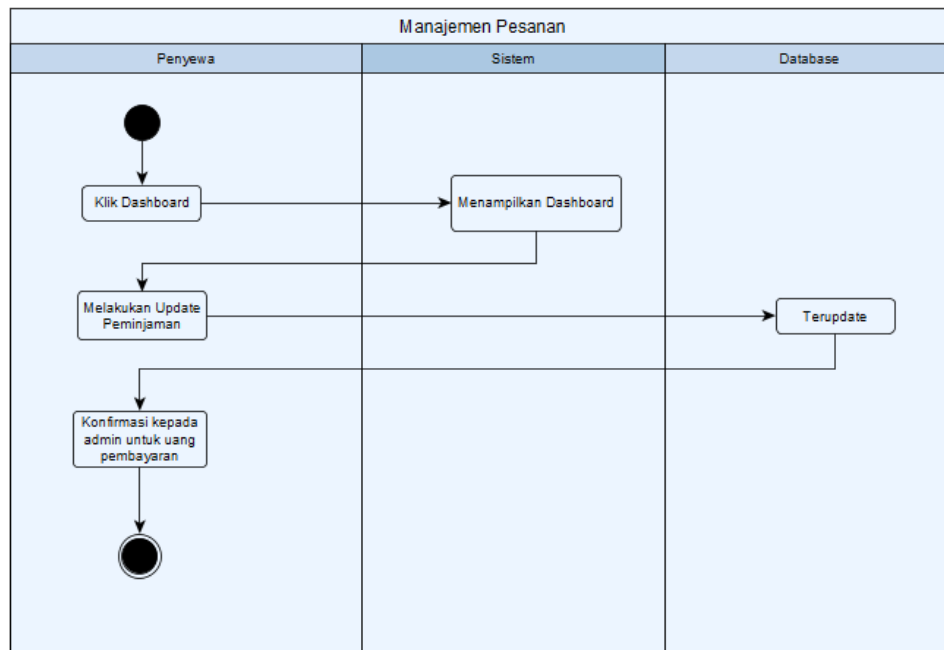 Manajemen Pesanan
Penyewa
Sistem
Database
Klik Dashboard
Menampilkan Dashboard
Melakukan Update
Peminjaman
Terupdate
Konfirmasi kepada
admin untuk uang
pembayaran